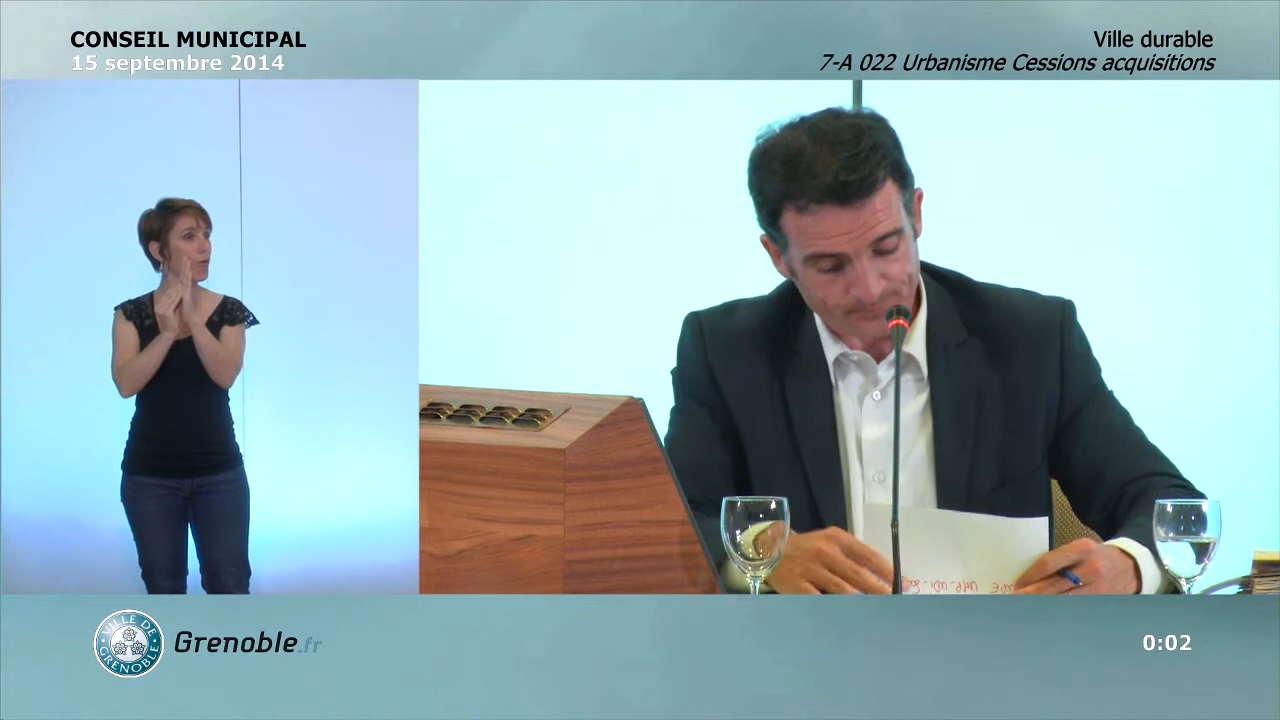 CONSEIL MUNICIPAL
15 septembre 2014
Ville durable
7-A 022 Urbanisme Cessions acquisitions
VILLE DE
GRENOBLE
Grenoble.fr
0:02